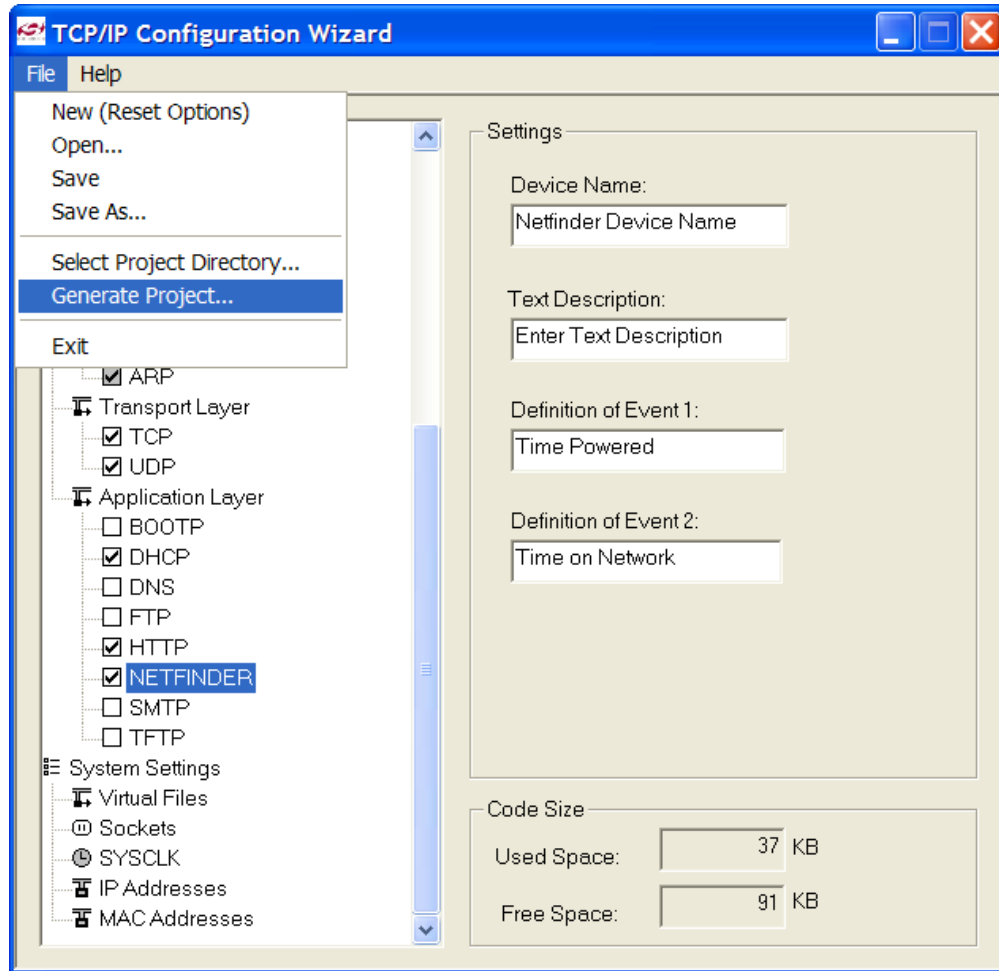 TCP/IP Configuration Wizard
File Help
New (Reset Options)
Open...
Save
Save As...
Select Project Directory...
Generate Project...
Exit
ARP
Transport Layer
TCP
UDP
Application Layer
BOOTP
DHCP
DNS
FTP
HTTP
NETFINDER
SMTP
TFTP
System Settings
Virtual Files
Sockets
SYSCLK
IP Addresses
MAC Addresses
Settings
Device Name:
Netfinder Device Name
Text Description:
Enter Text Description
Definition of Event 1:
Time Powered
Definition of Event 2:
Time on Network
Code Size
Used Space: 37 KB
Free Space: 91 KB